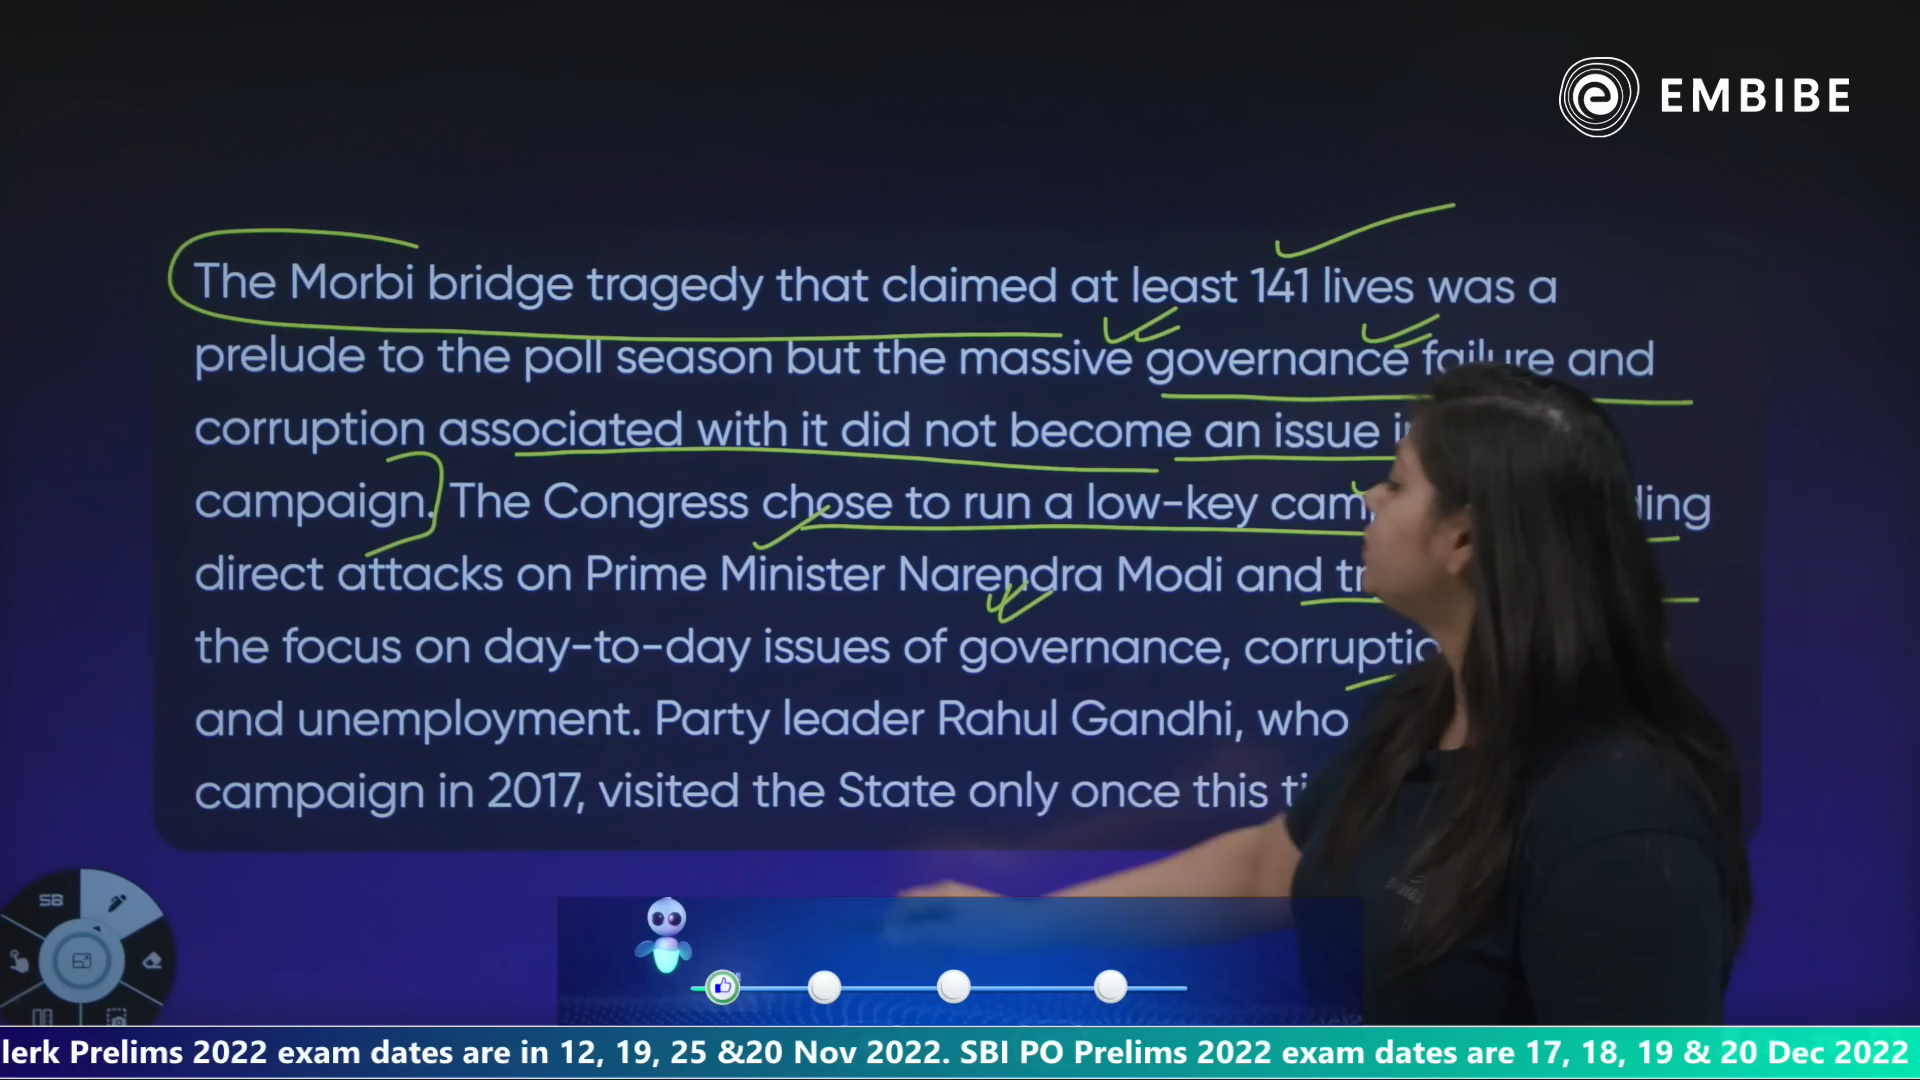 EMBIBE
The Morbi bridge tragedy that claimed at least 141 lives was a
prelude to the poll season but the massive governance failure and
corruption associated with it did not become an issue
campaign. The Congress chose to run a low-key
direct attacks on Prime Minister Narendra Modi and
the focus on day-to-day issues of governance,
and unemployment. Party leader Rahul Gandhi, who
campaign in 2017, visited the State only once this
SB
lerk Prelims 2022 exam dates are in 12, 19, 25 &20 Nov 2022. SBI PO Prelims 2022 exam dates are 17, 18, 19 & 20 Dec 2022